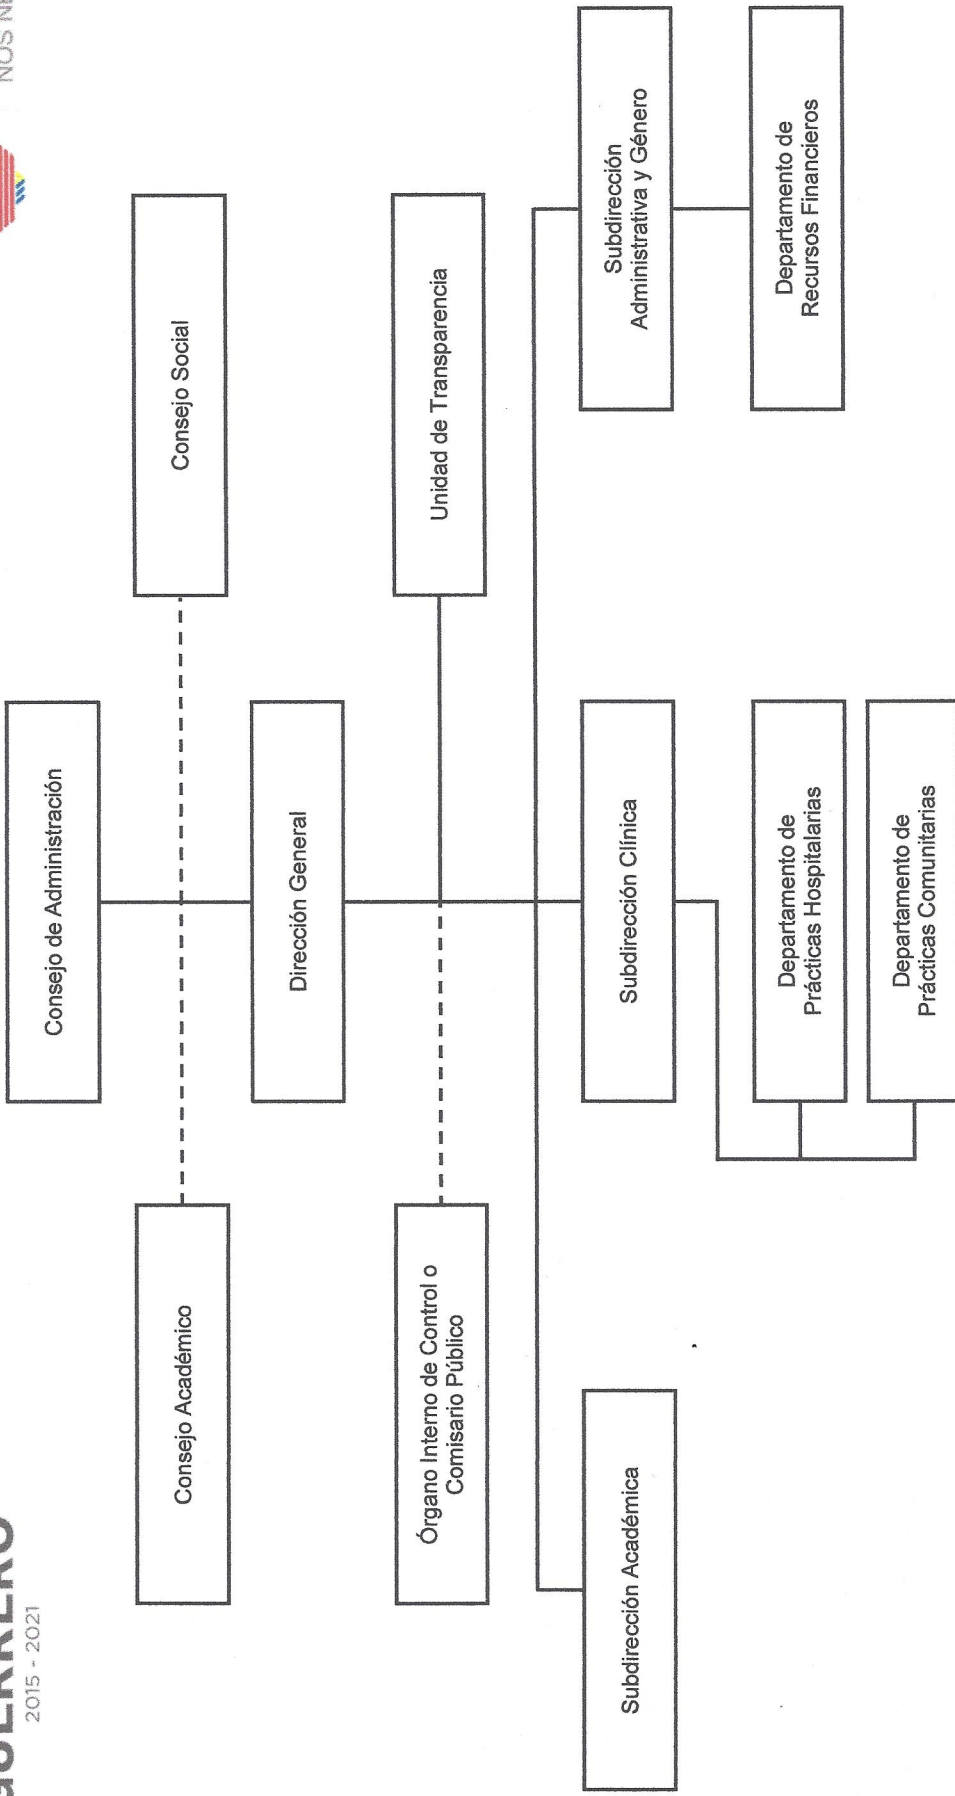 GUERRERO
2015 - 2021
NOS
Consejo de Administración
Consejo Académico
Consejo Social
Dirección General
Órgano Interno de Control o
Comisario Público
Unidad de Transparencia
Subdirección Académica
Subdirección Clínica
Subdirección
Administrativa y Género
Departamento de
Prácticas Hospitalarias
Departamento de
Recursos Financieros
Departamento de
Prácticas Comunitarias